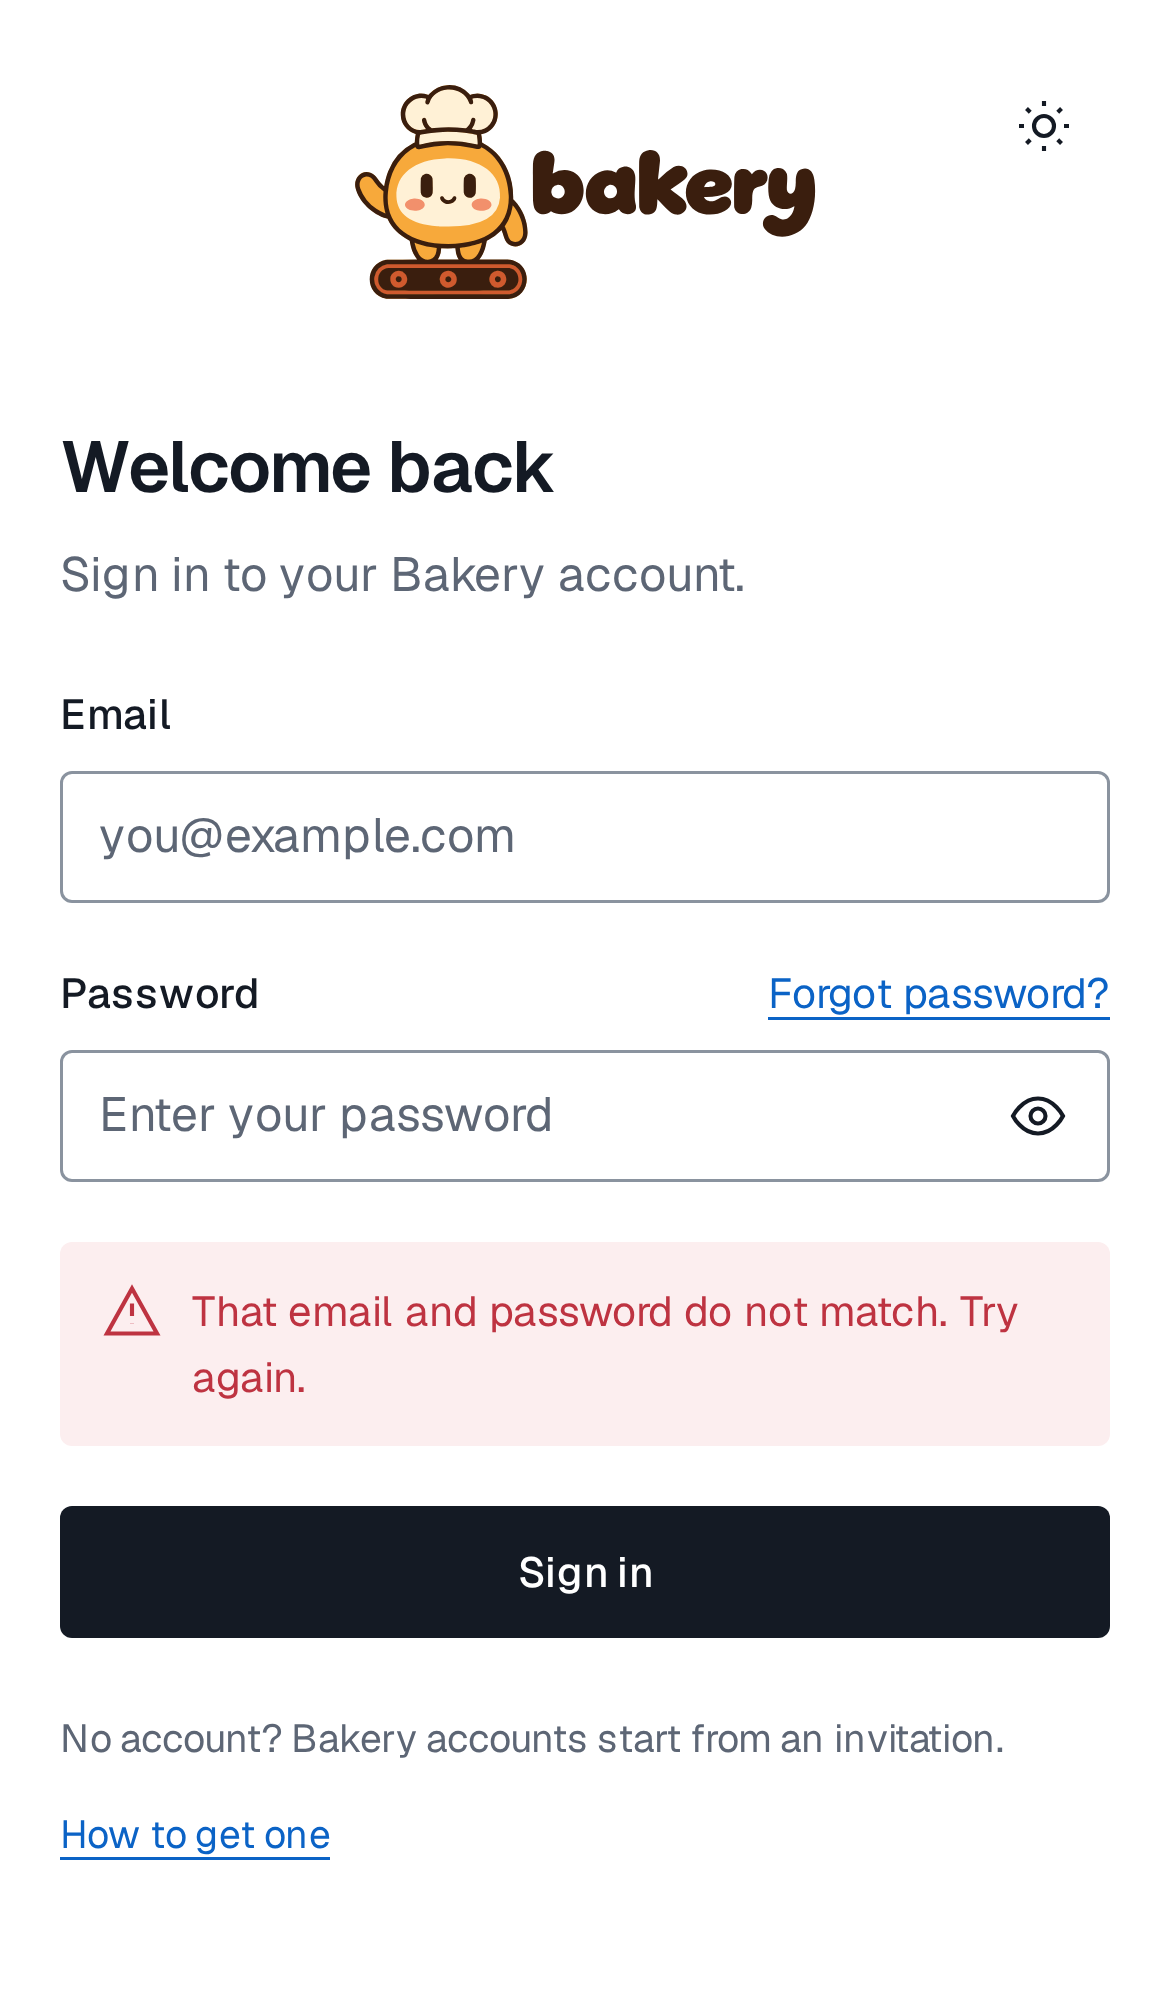 bakery
Welcome back
Sign in to your Bakery account.
Email
you@example.com
Password
Forgot password?
Enter your password
That email and password do not match. Try
again.
Sign in
No account? Bakery accounts start from an invitation.
How to get one